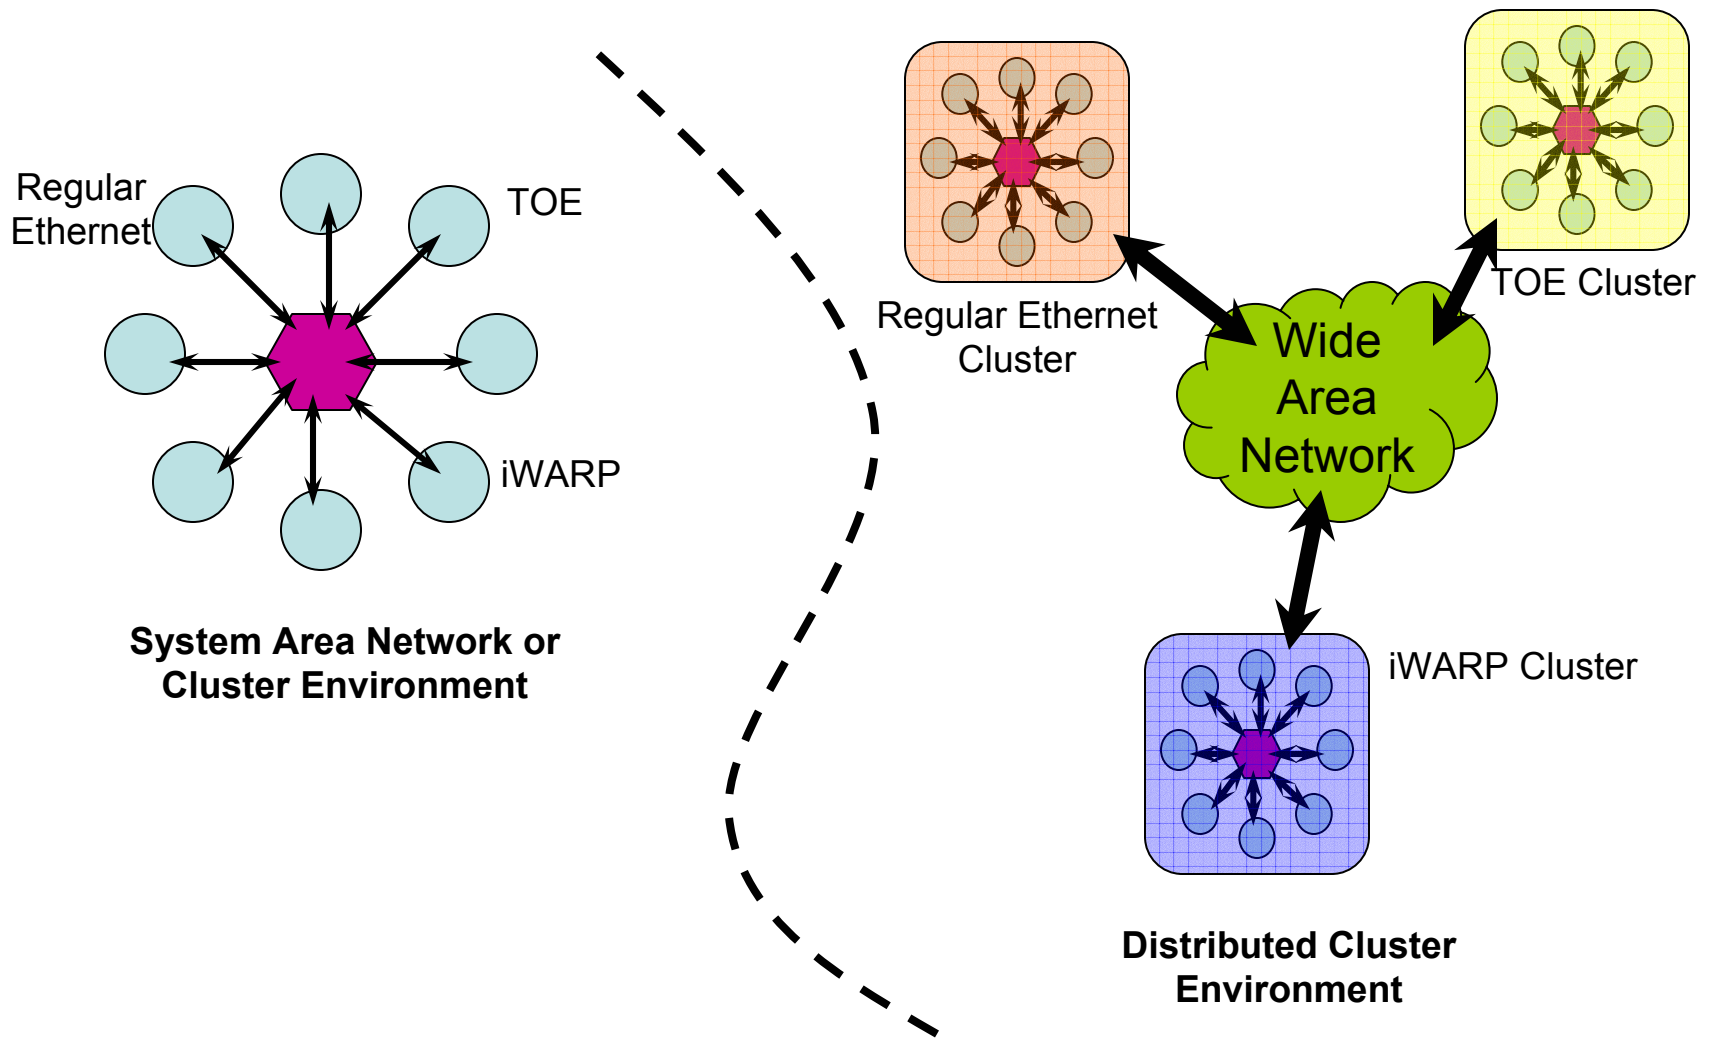 Regular
Ethernet
TOE
iWARP
System Area Network or
Cluster Environment
Regular Ethernet
Cluster
TOE Cluster
Wide
Area
Network
iWARP Cluster
Distributed Cluster
Environment